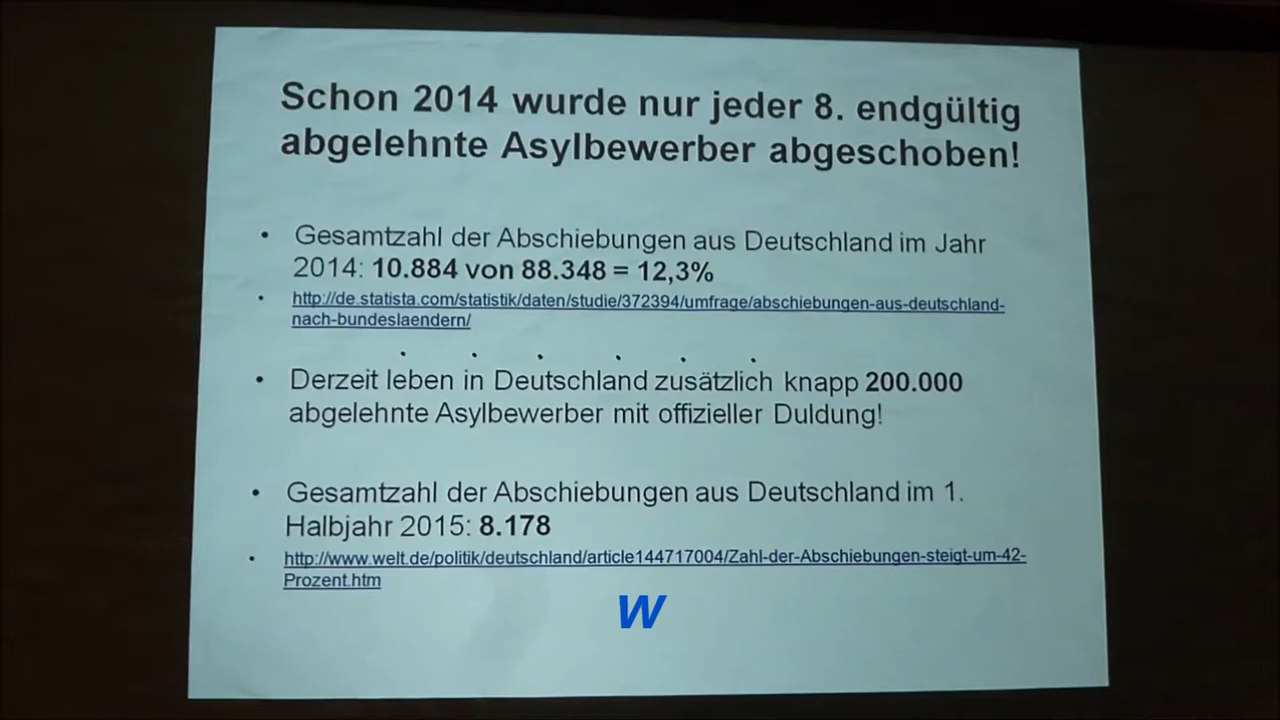 Schon 2014 wurde nur jeder 8. endgültig
abgelehnte Asylbewerber abgeschoben!
• Gesamtzahl der Abschiebungen aus Deutschland im Jahr
2014: 10.884 von 88.348 = 12,3%
• http://de.statista.com/statistik/daten/studie/372394/umfrage/abschiebungen-aus-deutschland-
nach-bundeslaendern/
• Derzeit leben in Deutschland zusätzlich knapp 200.000
abgelehnte Asylbewerber mit offizieller Duldung!
• Gesamtzahl der Abschiebungen aus Deutschland im 1.
Halbjahr 2015: 8.178
• http://www.welt.de/politik/deutschland/article144717004/Zahl-der-Abschiebungen-steigt-um-42-
Prozent.htm
W